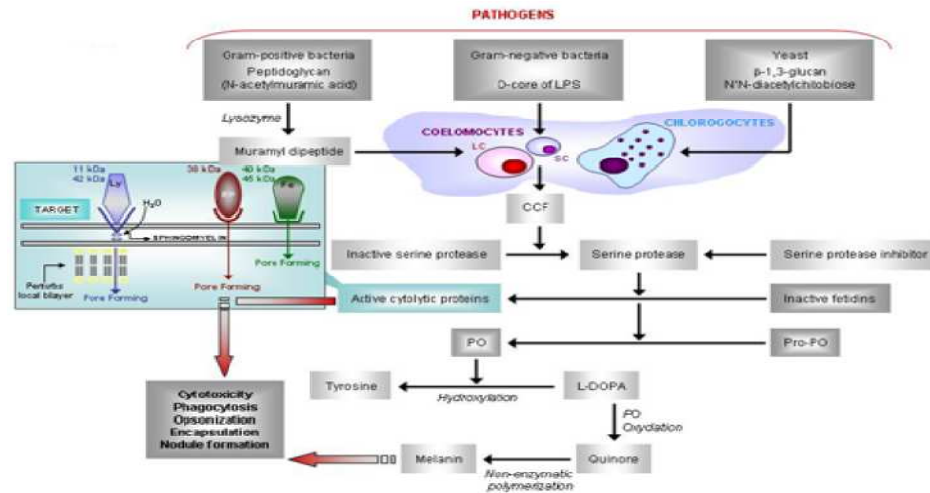 PATHOGENS
Gram-positive bacteria
Peptidoglycan
(N-acetylmuramic acid)
Gram-negative bacteria
O-core of LPS
Yeast
β-1,3-glucan
N'N-diacetylchitobiose
Lysozyme
Muramyl dipeptide
COELOMOCYTES
LC
SC
CHLOROGOCYTES
11 kDa
42 kDa
Ly
38 kDa
40 kDa
45 kDa
Fe
TARGET
H₂O
SPHINGOMYELIN
Perturbs
local bilayer
Pore Forming
Pore Forming
Pore Forming
CCF
Inactive serine protease
Serine protease
Serine protease inhibitor
Active cytolytic proteins
Inactive fetidins
PO
Pro-PO
Tyrosine
Hydroxylation
L-DOPA
PO
Oxydation
Cytotoxicity
Phagocytosis
Opsonization
Encapsulation
Nodule formation
Melanin
Non-enzymatic
polymerization
Quinone